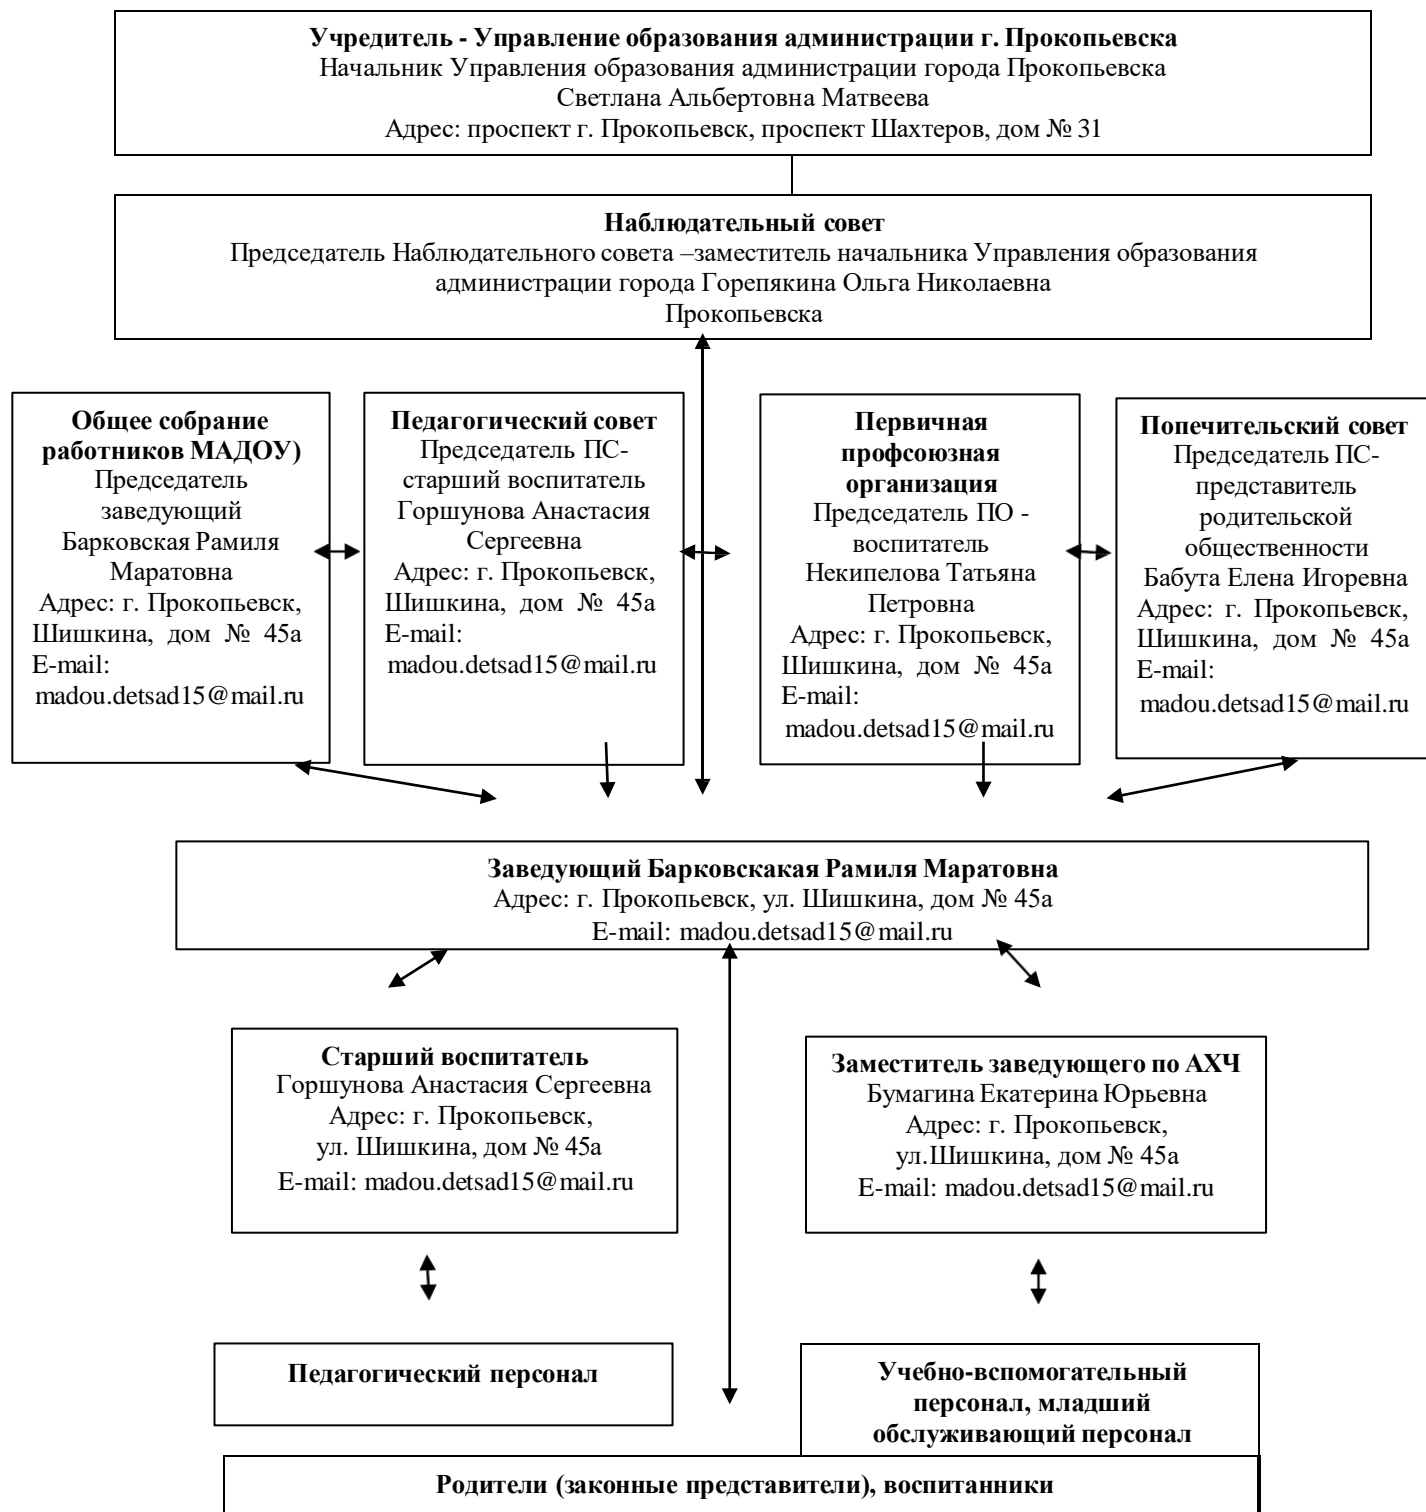 Учредитель - Управление образования администрации г. Прокопьевска
Начальник Управления образования администрации города Прокопьевска
Светлана Альбертовна Матвеева
Адрес: проспект г. Прокопьевск, проспект Шахтеров, дом № 31
Наблюдательный совет
Председатель Наблюдательного совета –заместитель начальника Управления образования
администрации города Горепякина Ольга Николаевна
Прокопьевска
Общее собрание
работников МАДОУ)
Председатель
заведующий
Барковская Рамиля
Маратовна
Адрес: г. Прокопьевск,
Шишкина, дом № 45а
E-mail:
madou.detsad15@mail.ru
Педагогический совет
Председатель ПС-
старший воспитатель
Горшунова Анастасия
Сергеевна
Адрес: г. Прокопьевск,
Шишкина, дом № 45а
E-mail:
madou.detsad15@mail.ru
Первичная
профсоюзная
организация
Председатель ПО -
воспитатель
Некипелова Татьяна
Петровна
Адрес: г. Прокопьевск,
Шишкина, дом № 45а
E-mail:
madou.detsad15@mail.ru
Попечительский совет
Председатель ПС-
представитель
родительской
общественности
Бабута Елена Игоревна
Адрес: г. Прокопьевск,
Шишкина, дом № 45а
E-mail:
madou.detsad15@mail.ru
Заведующий Барковскакая Рамиля Маратовна
Адрес: г. Прокопьевск, ул. Шишкина, дом № 45а
E-mail: madou.detsad15@mail.ru
Старший воспитатель
Горшунова Анастасия Сергеевна
Адрес: г. Прокопьевск,
ул. Шишкина, дом № 45а
E-mail: madou.detsad15@mail.ru
Заместитель заведующего по АХЧ
Бумагина Екатерина Юрьевна
Адрес: г. Прокопьевск,
ул.Шишкина, дом № 45а
E-mail: madou.detsad15@mail.ru
Педагогический персонал
Учебно-вспомогательный
персонал, младший
обслуживающий персонал
Родители (законные представители), воспитанники